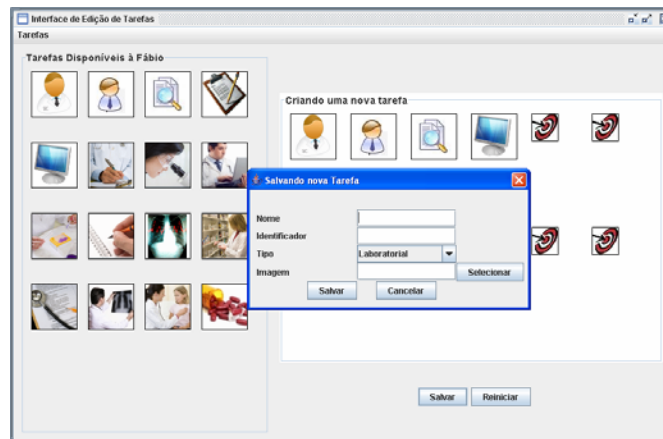 Interface de Edição de Tarefas
Tarefas
Tarefas Disponíveis à Fábio
Criando uma nova tarefa
Salvando nova Tarefa
Nome
Identificador
Tipo
Laboratorial
Imagem
Selecionar
Salvar
Cancelar
Salvar
Reiniciar